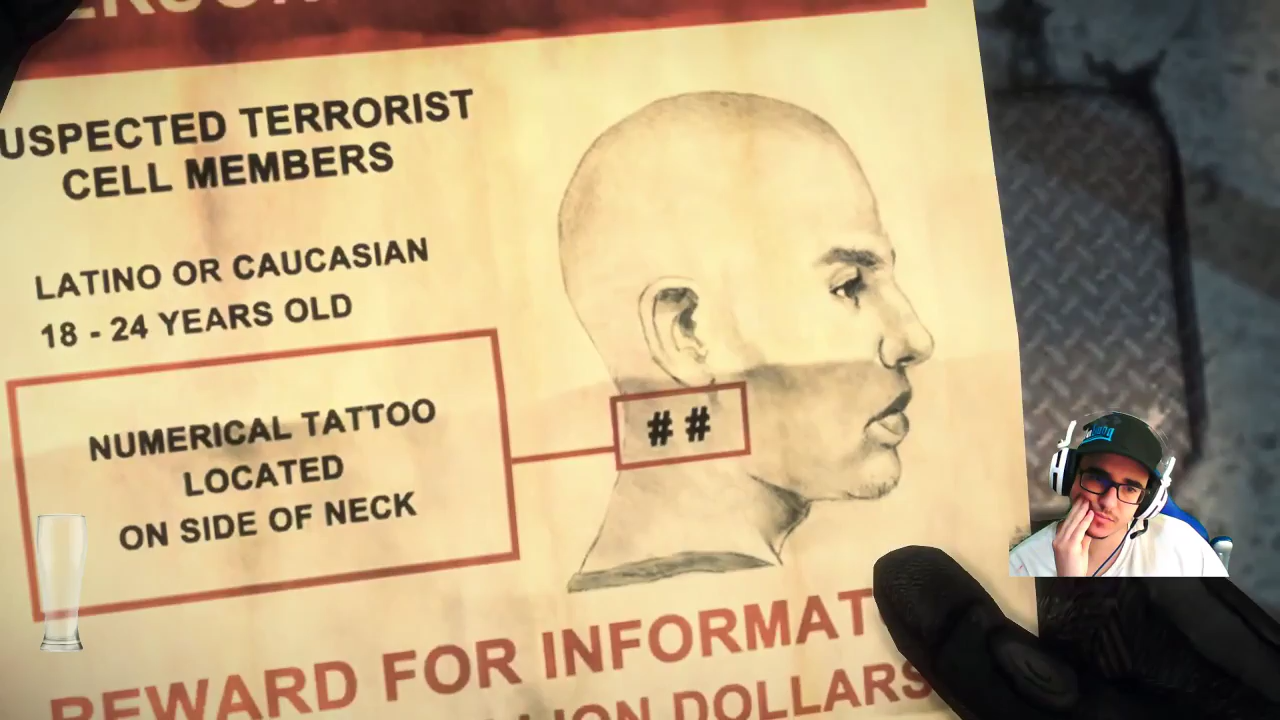 USPECTED TERRORIST
CELL MEMBERS
LATINO OR CAUCASIAN
18 - 24 YEARS OLD
NUMERICAL TATTOO
LOCATED
ON SIDE OF NECK
# #
REWARD FOR INFORMAT
LLION DOLLARS